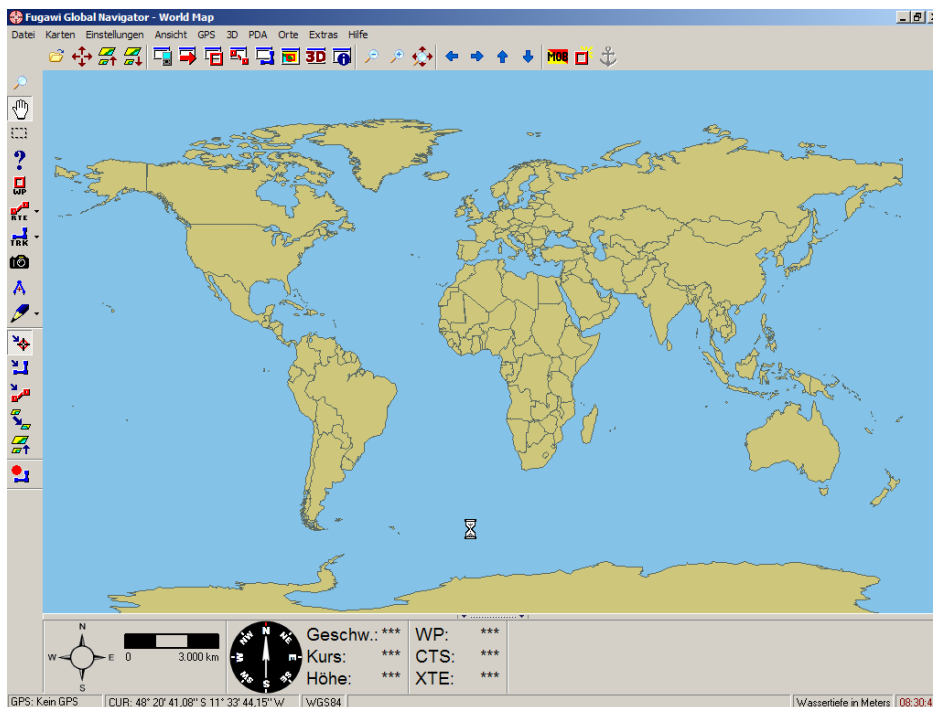 Fugawi Global Navigator - World Map
Datei Karten Einstellungen Ansicht GPS 3D PDA Orte Extras Hilfe
3D MOB
WP
RTE
TRK
N
W E
S
0 3.000 km
N NE E SE S SW W NW
Geschw.: *** WP: ***
Kurs: *** CTS: ***
Höhe: *** XTE: ***
GPS: Kein GPS CUR: 48° 20' 41,08" S 11° 33' 44,15" W WGS84 Wassertiefe in Meters 08:30:4